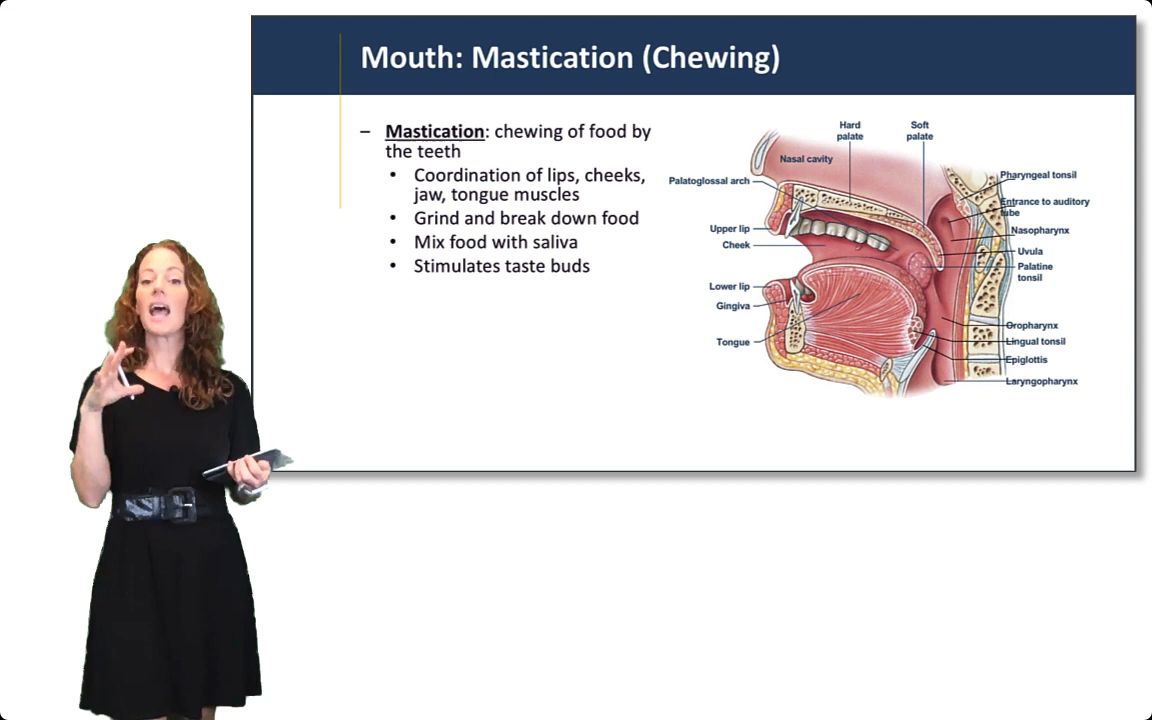 Mouth: Mastication (Chewing)
– Mastication: chewing of food by
the teeth
• Coordination of lips, cheeks,
jaw, tongue muscles
• Grind and break down food
• Mix food with saliva
• Stimulates taste buds
Hard
palate
Soft
palate
Nasal cavity
Palatoglossal arch
Upper lip
Cheek
Lower lip
Gingiva
Tongue
Pharyngeal tonsil
Entrance to auditory
tube
Nasopharynx
Uvula
Palatine
tonsil
Oropharynx
Lingual tonsil
Epiglottis
Laryngopharynx